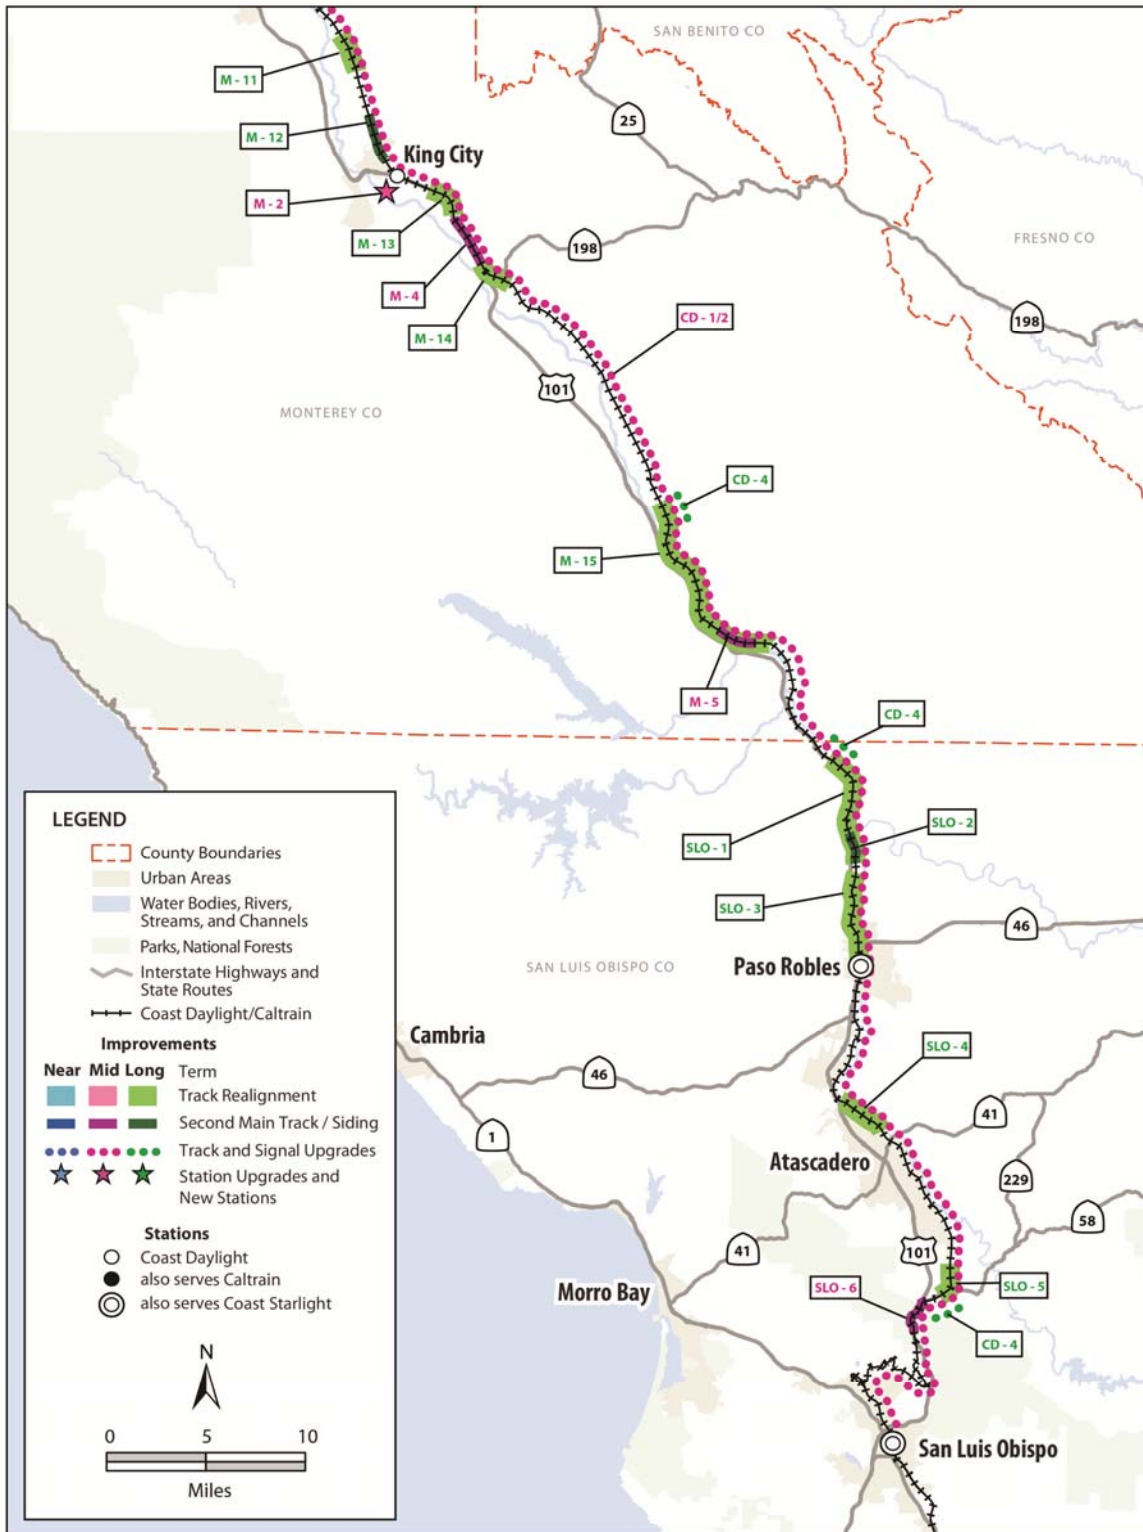 SAN BENITO CO
M - 11
25
M - 12
King City
M - 2
M - 13
198
FRESNO CO
M - 4
CD - 1/2
198
M - 14
101
MONTEREY CO
CD - 4
M - 15
M - 5
CD - 4
SLO - 2
SLO - 1
SLO - 3
46
Paso Robles
SAN LUIS OBISPO CO
Cambria
SLO - 4
46
41
1
Atascadero
229
58
41
101
Morro Bay
SLO - 6
SLO - 5
CD - 4
San Luis Obispo
LEGEND
County Boundaries
Urban Areas
Water Bodies, Rivers,
Streams, and Channels
Parks, National Forests
Interstate Highways and
State Routes
Coast Daylight/Caltrain
Improvements
Near Mid Long Term
Track Realignment
Second Main Track / Siding
Track and Signal Upgrades
Station Upgrades and
New Stations
Stations
Coast Daylight
also serves Caltrain
also serves Coast Starlight
N
0 5 10
Miles